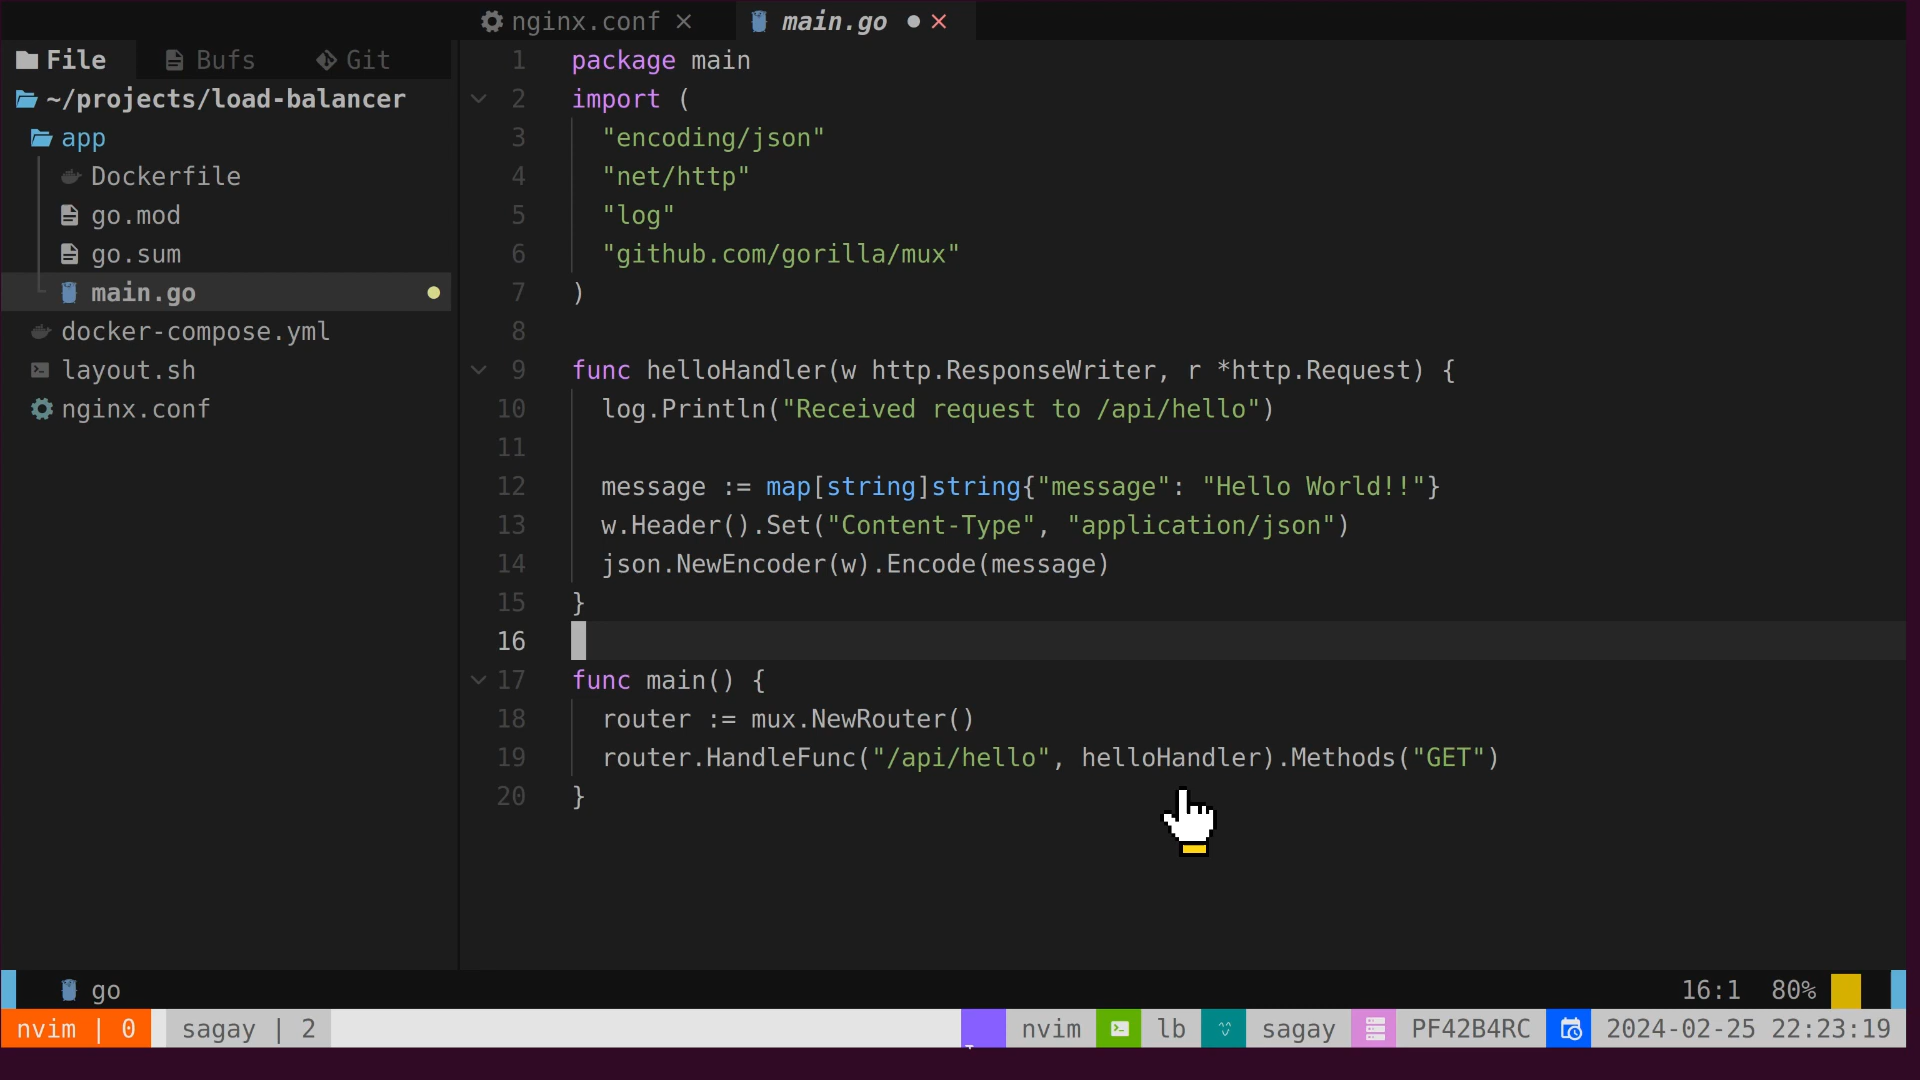 nginx.conf
main.go
File Bufs Git
~/projects/load-balancer
app
Dockerfile
go.mod
go.sum
main.go
docker-compose.yml
layout.sh
nginx.conf
1 package main
2 import (
3 "encoding/json"
4 "net/http"
5 "log"
6 "github.com/gorilla/mux"
7 )
8
9 func helloHandler(w http.ResponseWriter, r *http.Request) {
10 log.Println("Received request to /api/hello")
11
12 message := map[string]string{"message": "Hello World!!"}
13 w.Header().Set("Content-Type", "application/json")
14 json.NewEncoder(w).Encode(message)
15 }
16
17 func main() {
18 router := mux.NewRouter()
19 router.HandleFunc("/api/hello", helloHandler).Methods("GET")
20 }
go 16:1 80%
nvim | 0 sagay | 2 nvim lb sagay PF42B4RC 2024-02-25 22:23:19